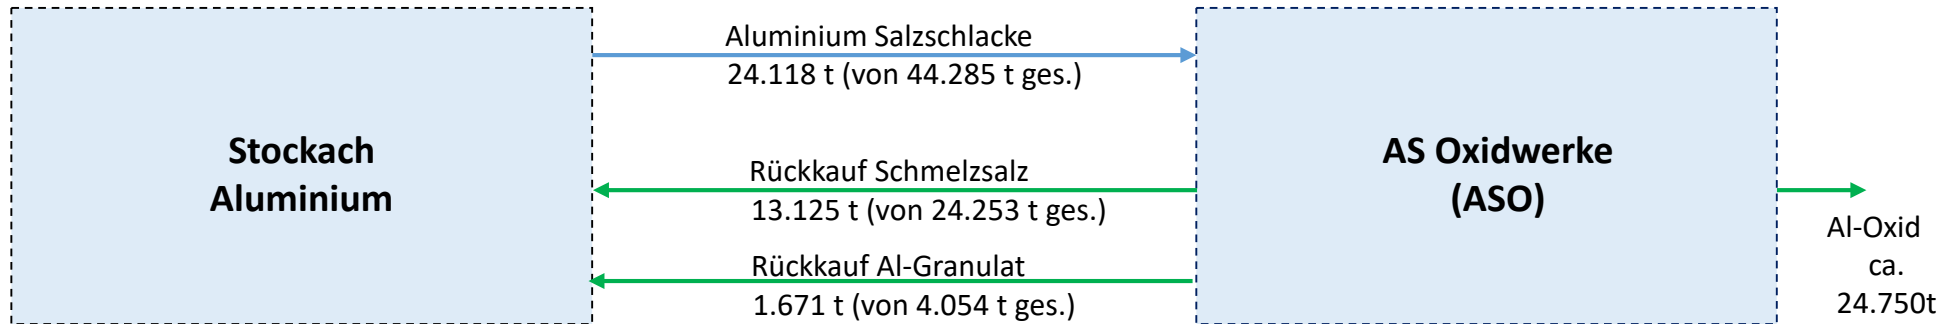 Stockach
Aluminium
Aluminium Salzschlacke
24.118 t (von 44.285 t ges.)
Rückkauf Schmelzsalz
13.125 t (von 24.253 t ges.)
Rückkauf Al-Granulat
1.671 t (von 4.054 t ges.)
AS Oxidwerke
(ASO)
Al-Oxid
ca.
24.750t